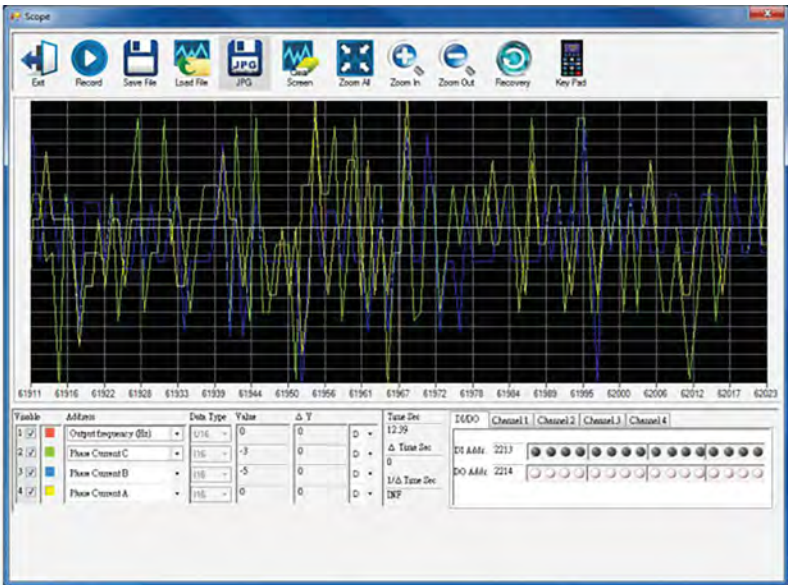 Scope
Exit Record Save File Load File JPG Clear Screen Zoom All Zoom In Zoom Out Recovery Key Pad
JPG
61911 61916 61922 61928 61933 61939 61944 61950 61956 61961 61967 61972 61978 61984 61989 61995 62000 62006 62012 62017 62023
Visable Address Data Type Value Δ Y
1 Output frequency (Hz) U16 0 0 D
2 Phase Current C I16 -3 0 D
3 Phase Current B I16 -5 0 D
4 Phase Current A I16 0 0 D
Time Sec
12.39
Δ Time Sec
0
1/Δ Time Sec
INF
DI/DO Channel 1 Channel 2 Channel 3 Channel 4
DI Addr. 2213
DO Addr. 2214